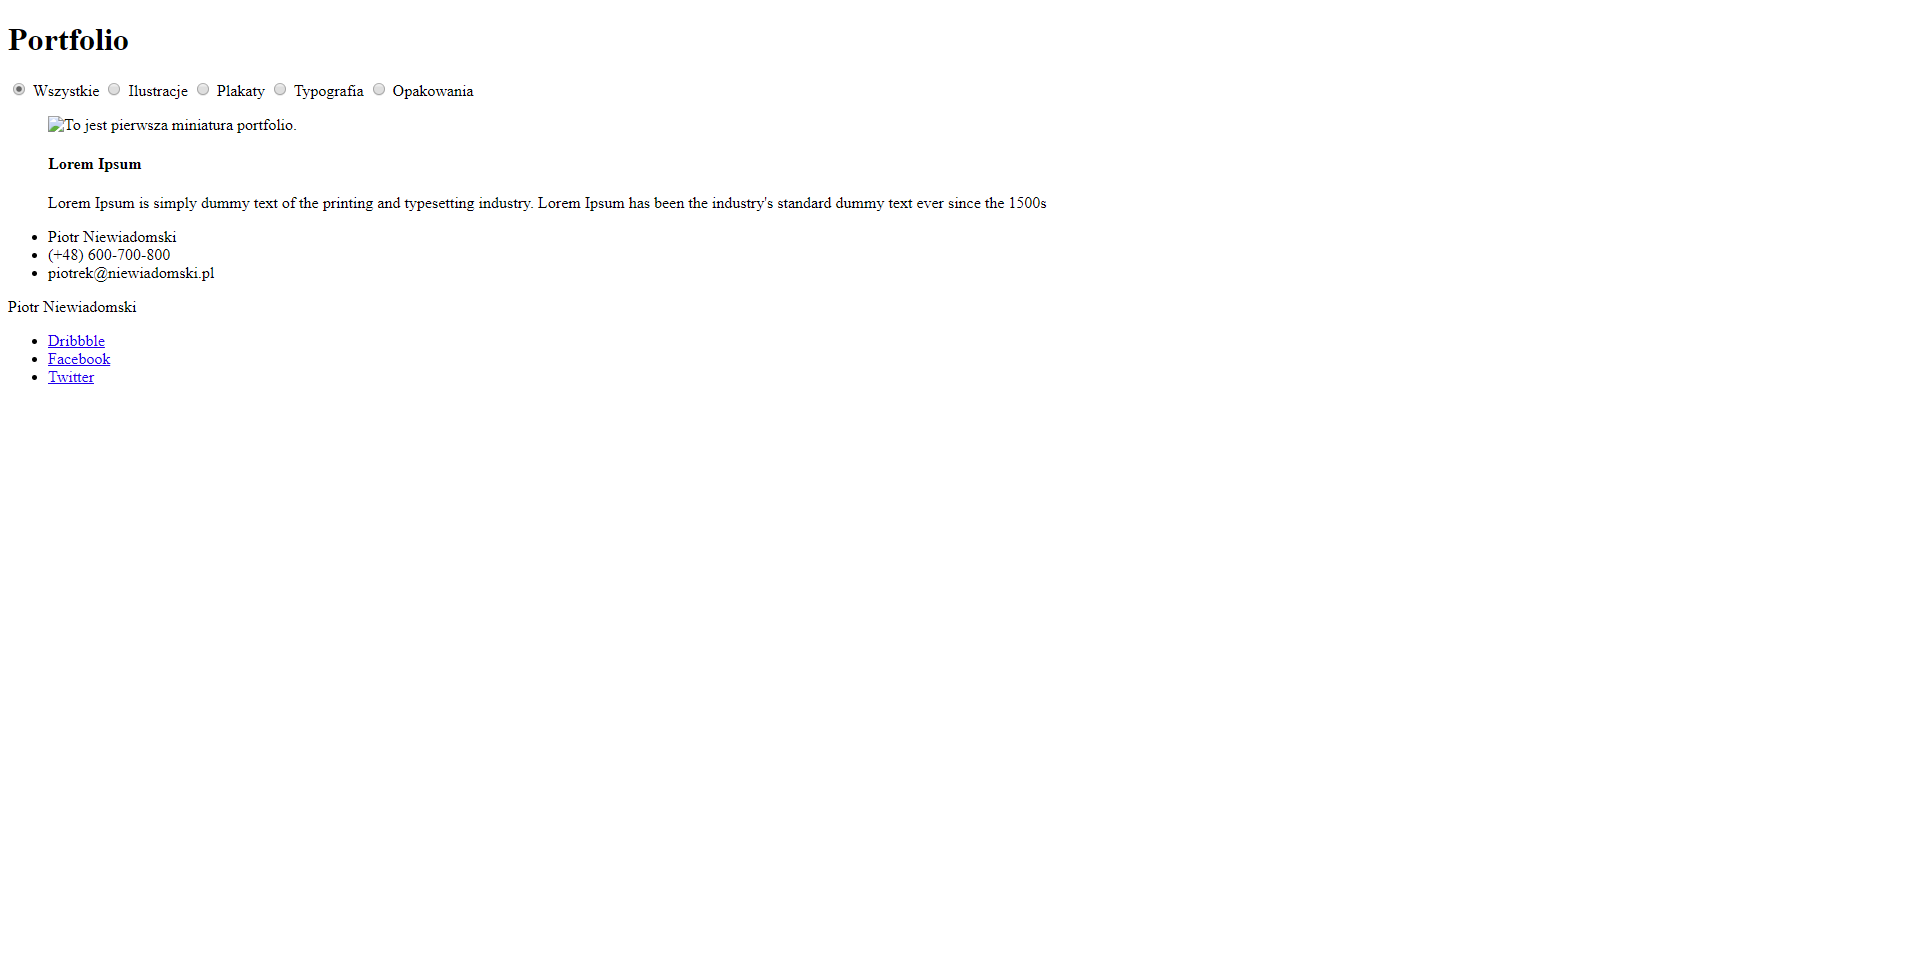 Portfolio
Wszystkie Ilustracje Plakaty Typografia Opakowania
To jest pierwsza miniatura portfolio.
Lorem Ipsum
Lorem Ipsum is simply dummy text of the printing and typesetting industry. Lorem Ipsum has been the industry's standard dummy text ever since the 1500s
Piotr Niewiadomski
(+48) 600-700-800
piotrek@niewiadomski.pl
Piotr Niewiadomski
Dribbble
Facebook
Twitter